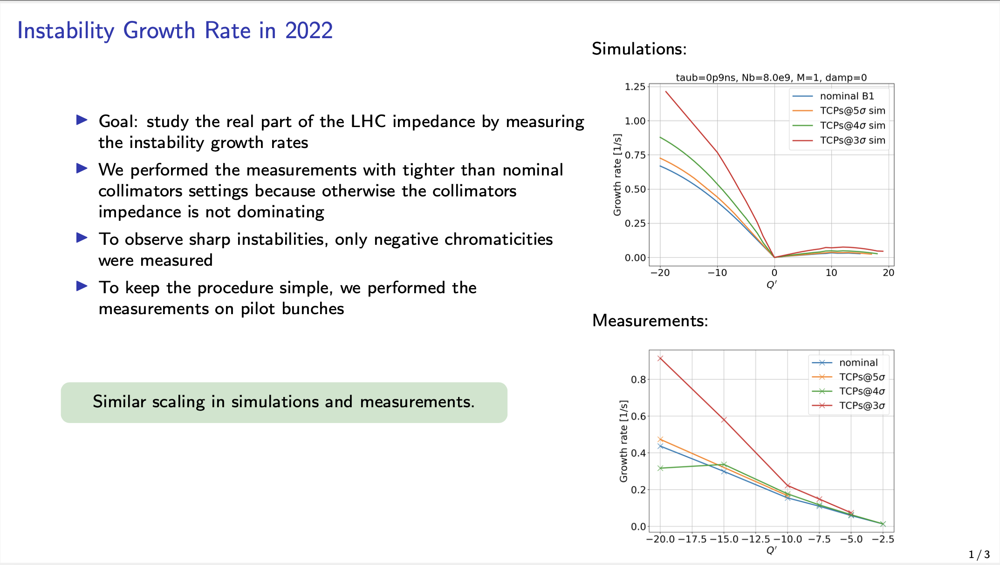 Instability Growth Rate in 2022
Goal: study the real part of the LHC impedance by measuring
the instability growth rates
We performed the measurements with tighter than nominal
collimators settings because otherwise the collimators
impedance is not dominating
To observe sharp instabilities, only negative chromaticities
were measured
To keep the procedure simple, we performed the
measurements on pilot bunches
Similar scaling in simulations and measurements.
Simulations:
taub=0p9ns, Nb=8.0e9, M=1, damp=0
nominal B1
TCPs@5σ sim
TCPs@4σ sim
TCPs@3σ sim
Growth rate [1/s]
1.25
1.00
0.75
0.50
0.25
0.00
−20 −10 0 10 20
Q′
Measurements:
nominal
TCPs@5σ
TCPs@4σ
TCPs@3σ
Growth rate [1/s]
0.8
0.6
0.4
0.2
0.0
−20.0 −17.5 −15.0 −12.5 −10.0 −7.5 −5.0 −2.5
Q′
1 / 3